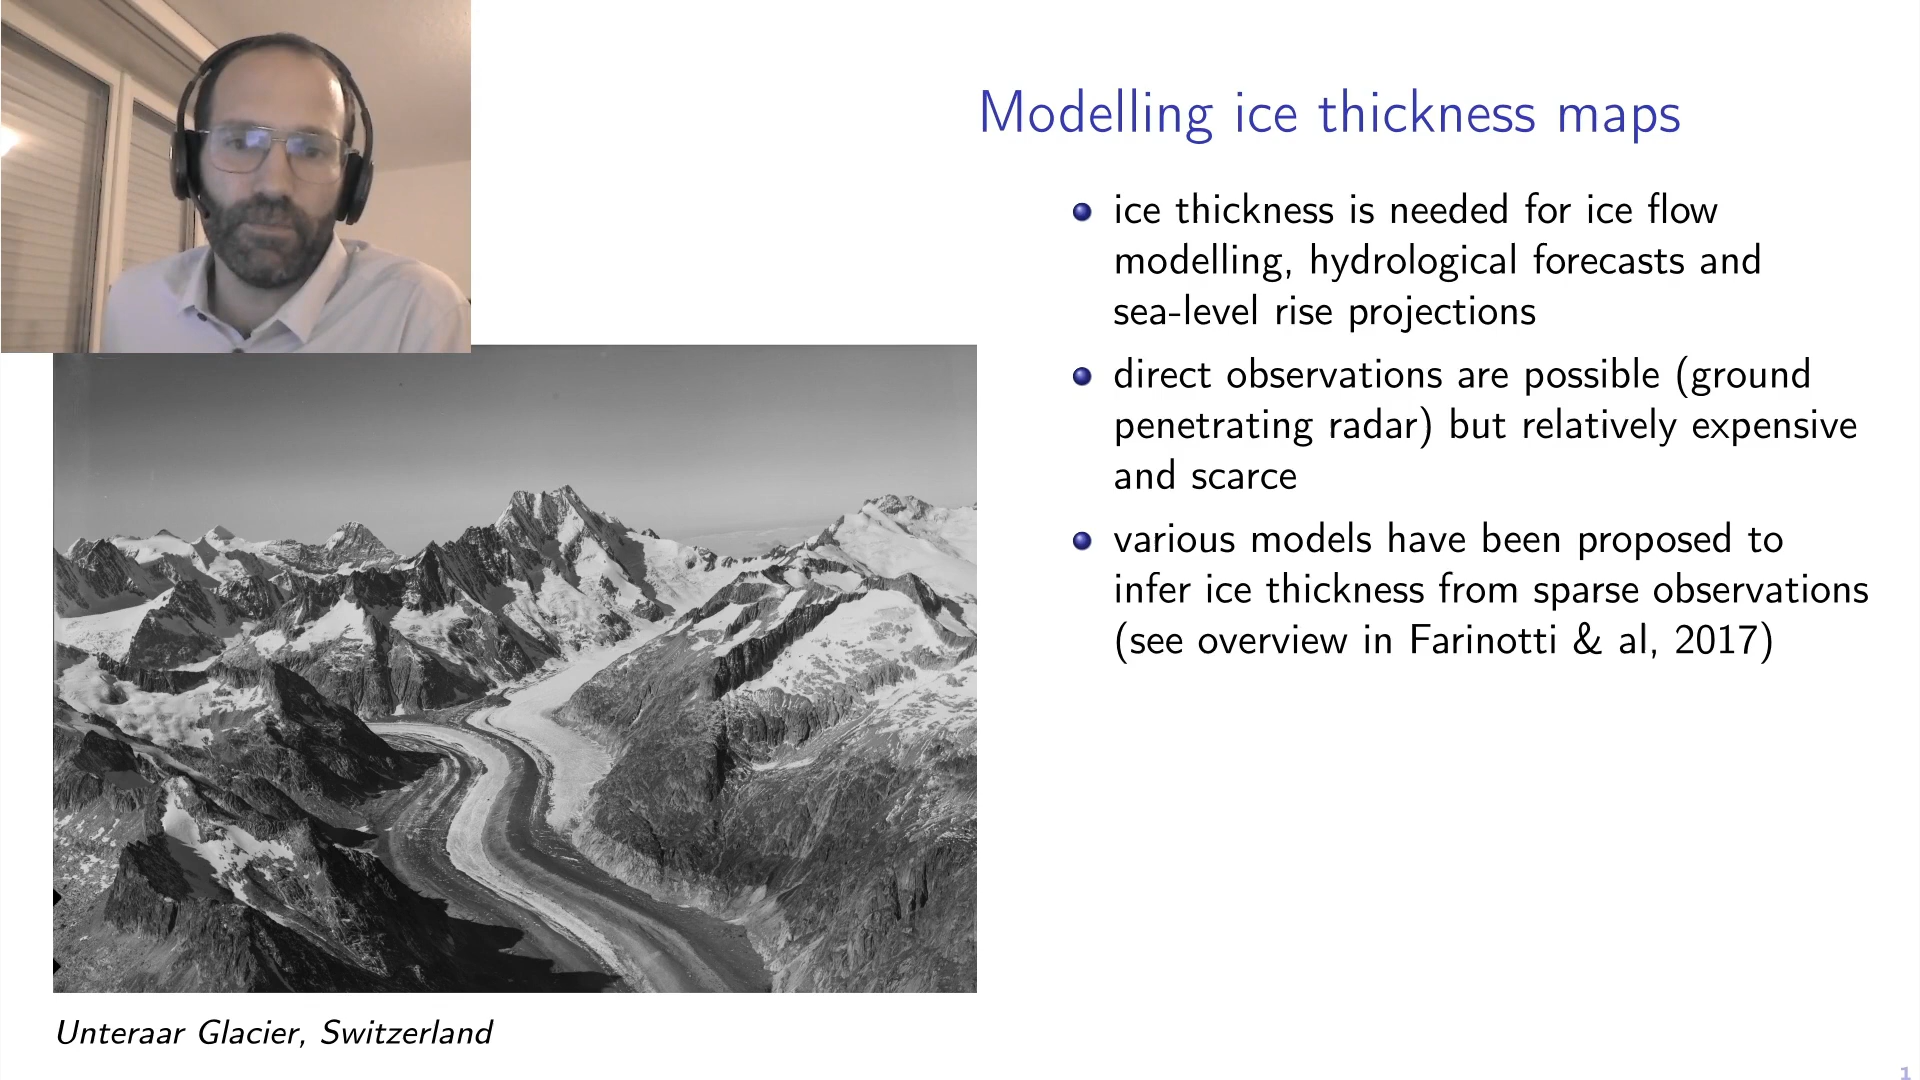 Modelling ice thickness maps
ice thickness is needed for ice flow
modelling, hydrological forecasts and
sea-level rise projections
direct observations are possible (ground
penetrating radar) but relatively expensive
and scarce
various models have been proposed to
infer ice thickness from sparse observations
(see overview in Farinotti & al, 2017)
Unteraar Glacier, Switzerland
1